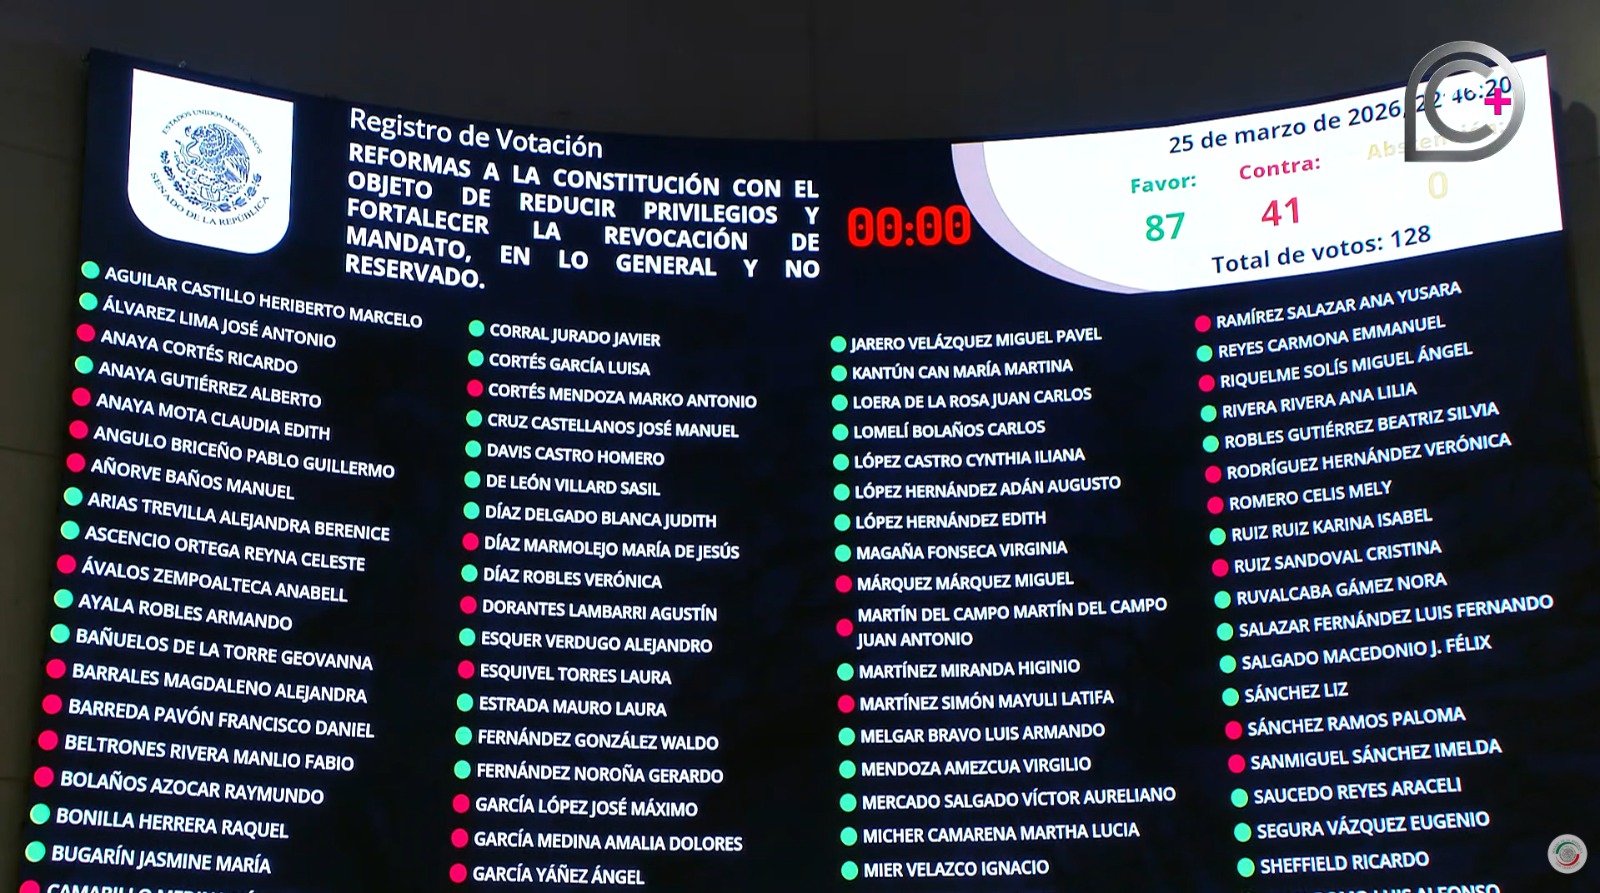 ESTADOS UNIDOS MEXICANOS
SENADO DE LA REPÚBLICA
Registro de Votación
REFORMAS A LA CONSTITUCIÓN CON EL
OBJETO DE REDUCIR PRIVILEGIOS Y
FORTALECER LA REVOCACIÓN DE
MANDATO, EN LO GENERAL Y NO
RESERVADO.
00:00
25 de marzo de 2026, 22:46:20
Favor:
Contra:
87
41
0
Total de votos: 128
AGUILAR CASTILLO HERIBERTO MARCELO
ÁLVAREZ LIMA JOSÉ ANTONIO
ANAYA CORTÉS RICARDO
ANAYA GUTIÉRREZ ALBERTO
ANAYA MOTA CLAUDIA EDITH
ANGULO BRICEÑO PABLO GUILLERMO
AÑORVE BAÑOS MANUEL
ARIAS TREVILLA ALEJANDRA BERENICE
ASCENCIO ORTEGA REYNA CELESTE
ÁVALOS ZEMPOALTECA ANABELL
AYALA ROBLES ARMANDO
BAÑUELOS DE LA TORRE GEOVANNA
BARRALES MAGDALENO ALEJANDRA
BARREDA PAVÓN FRANCISCO DANIEL
BELTRONES RIVERA MANLIO FABIO
BOLAÑOS AZOCAR RAYMUNDO
BONILLA HERRERA RAQUEL
BUGARÍN JASMINE MARÍA
CORRAL JURADO JAVIER
CORTÉS GARCÍA LUISA
CORTÉS MENDOZA MARKO ANTONIO
CRUZ CASTELLANOS JOSÉ MANUEL
DAVIS CASTRO HOMERO
DE LEÓN VILLARD SASIL
DÍAZ DELGADO BLANCA JUDITH
DÍAZ MARMOLEJO MARÍA DE JESÚS
DÍAZ ROBLES VERÓNICA
DORANTES LAMBARRI AGUSTÍN
ESQUER VERDUGO ALEJANDRO
ESQUIVEL TORRES LAURA
ESTRADA MAURO LAURA
FERNÁNDEZ GONZÁLEZ WALDO
FERNÁNDEZ NOROÑA GERARDO
GARCÍA LÓPEZ JOSÉ MÁXIMO
GARCÍA MEDINA AMALIA DOLORES
GARCÍA YÁÑEZ ÁNGEL
JARERO VELÁZQUEZ MIGUEL PAVEL
KANTÚN CAN MARÍA MARTINA
LOERA DE LA ROSA JUAN CARLOS
LOMELÍ BOLAÑOS CARLOS
LÓPEZ CASTRO CYNTHIA ILIANA
LÓPEZ HERNÁNDEZ ADÁN AUGUSTO
LÓPEZ HERNÁNDEZ EDITH
MAGAÑA FONSECA VIRGINIA
MÁRQUEZ MÁRQUEZ MIGUEL
MARTÍN DEL CAMPO MARTÍN DEL CAMPO
JUAN ANTONIO
MARTÍNEZ MIRANDA HIGINIO
MARTÍNEZ SIMÓN MAYULI LATIFA
MELGAR BRAVO LUIS ARMANDO
MENDOZA AMEZCUA VIRGILIO
MERCADO SALGADO VÍCTOR AURELIANO
MICHER CAMARENA MARTHA LUCIA
MIER VELAZCO IGNACIO
RAMÍREZ SALAZAR ANA YUSARA
REYES CARMONA EMMANUEL
RIQUELME SOLÍS MIGUEL ÁNGEL
RIVERA RIVERA ANA LILIA
ROBLES GUTIÉRREZ BEATRIZ SILVIA
RODRÍGUEZ HERNÁNDEZ VERÓNICA
ROMERO CELIS MELY
RUIZ RUIZ KARINA ISABEL
RUIZ SANDOVAL CRISTINA
RUVALCABA GÁMEZ NORA
SALAZAR FERNÁNDEZ LUIS FERNANDO
SALGADO MACEDONIO J. FÉLIX
SÁNCHEZ LIZ
SÁNCHEZ RAMOS PALOMA
SANMIGUEL SÁNCHEZ IMELDA
SAUCEDO REYES ARACELI
SEGURA VÁZQUEZ EUGENIO
SHEFFIELD RICARDO